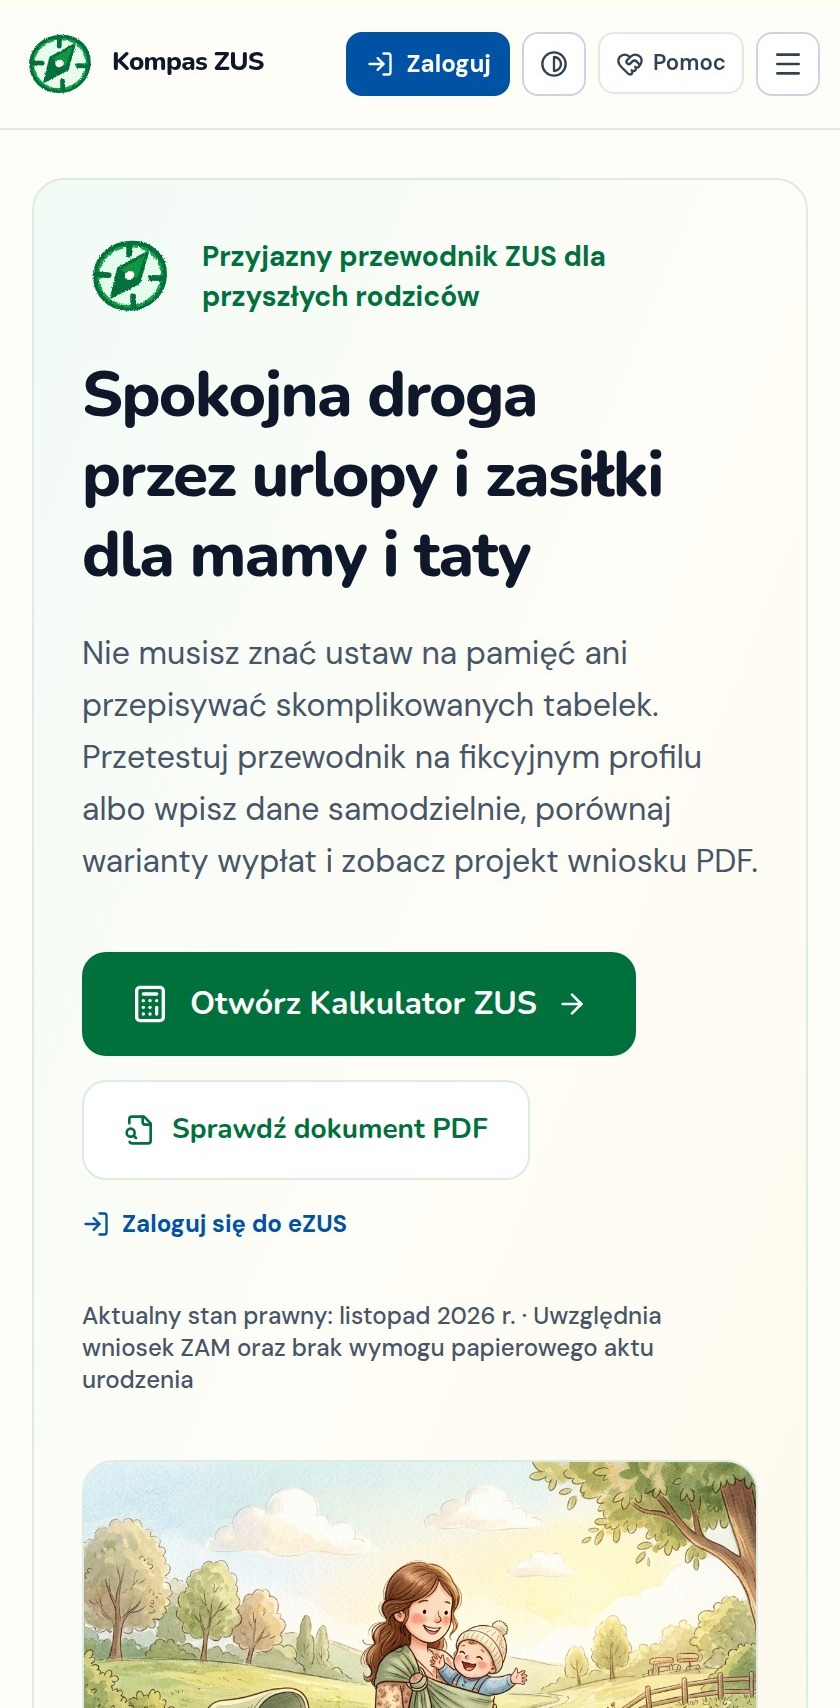 Kompas ZUS
Zaloguj
Pomoc
Przyjazny przewodnik ZUS dla
przyszłych rodziców
Spokojna droga
przez urlopy i zasiłki
dla mamy i taty
Nie musisz znać ustaw na pamięć ani
przepisywać skomplikowanych tabelek.
Przetestuj przewodnik na fikcyjnym profilu
albo wpisz dane samodzielnie, porównaj
warianty wypłat i zobacz projekt wniosku PDF.
Otwórz Kalkulator ZUS
Sprawdź dokument PDF
Zaloguj się do eZUS
Aktualny stan prawny: listopad 2026 r. · Uwzględnia
wniosek ZAM oraz brak wymogu papierowego aktu
urodzenia